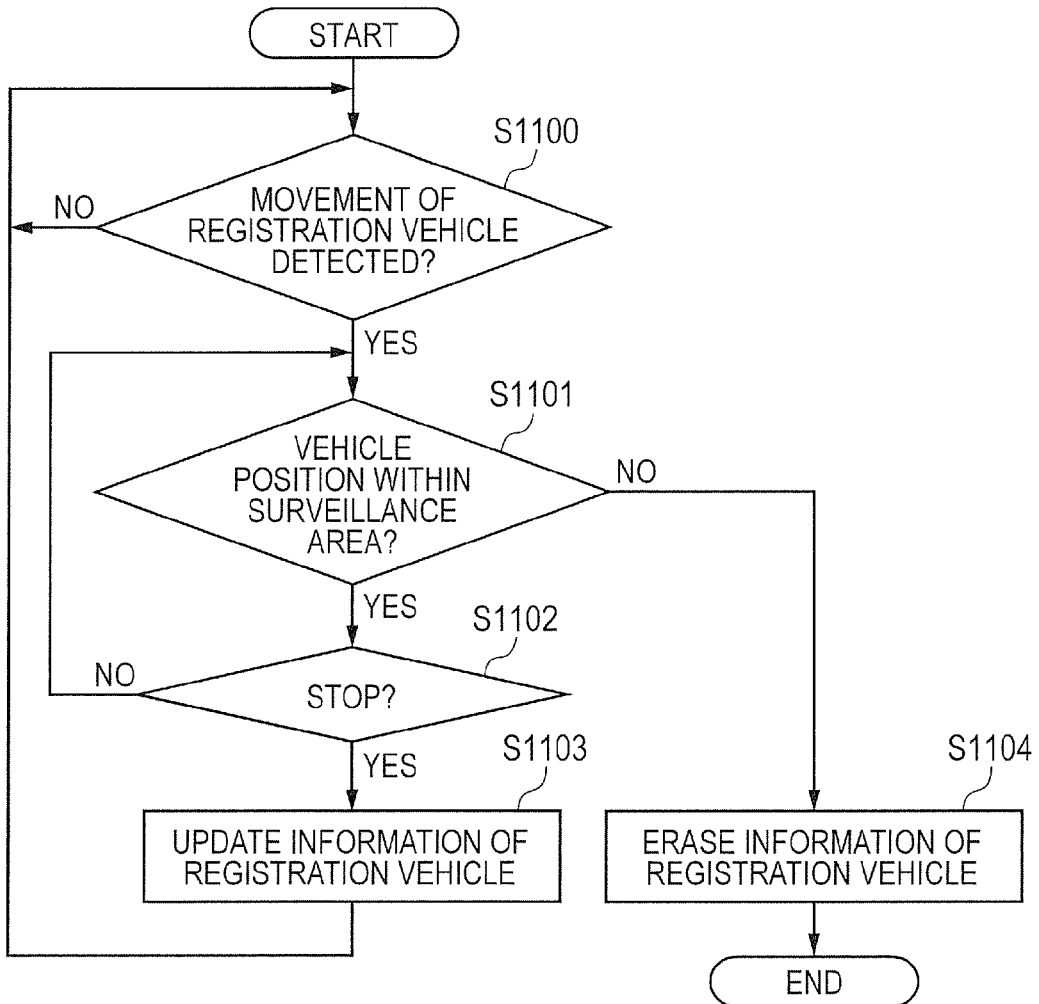 START
S1100
MOVEMENT OF
REGISTRATION VEHICLE
DETECTED?
NO
YES
S1101
VEHICLE
POSITION WITHIN
SURVEILLANCE
AREA?
NO
YES
S1102
STOP?
NO
YES
S1103
UPDATE INFORMATION OF
REGISTRATION VEHICLE
S1104
ERASE INFORMATION OF
REGISTRATION VEHICLE
END